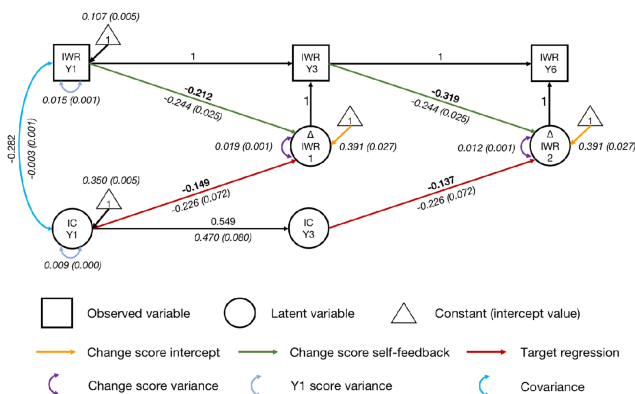 0.107 (0.005)
1
IWR
Y1
1
IWR
Y3
1
IWR
Y6
0.015 (0.001)
-0.212
-0.244 (0.025)
1
-0.319
-0.244 (0.025)
1
-0.282
-0.003 (0.001)
0.019 (0.001)
Δ
IWR
1
1
0.391 (0.027)
0.012 (0.001)
Δ
IWR
2
1
0.391 (0.027)
0.350 (0.005)
1
-0.149
-0.226 (0.072)
-0.137
-0.226 (0.072)
IC
Y1
0.549
0.470 (0.080)
IC
Y3
0.009 (0.000)
Observed variable
Latent variable
1
Constant (intercept value)
Change score intercept
Change score self-feedback
Target regression
Change score variance
Y1 score variance
Covariance